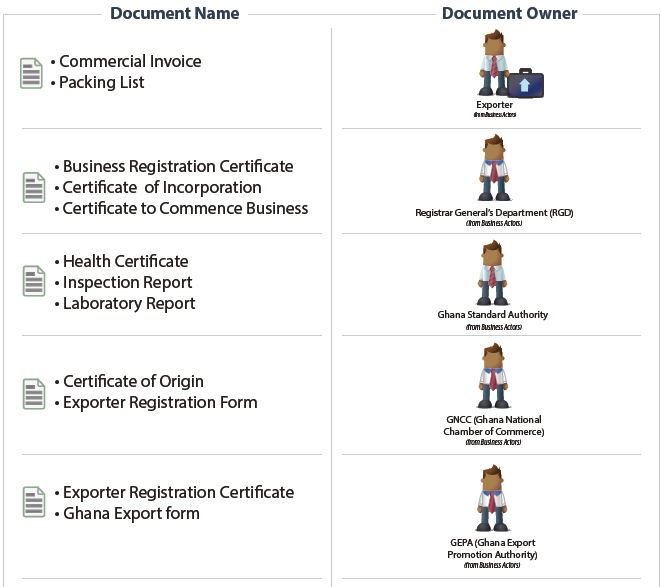 Document Name
Document Owner
• Commercial Invoice
• Packing List
Exporter
(from Business Actors)
• Business Registration Certificate
• Certificate of Incorporation
• Certificate to Commence Business
Registrar General's Department (RGD)
(from Business Actors)
• Health Certificate
• Inspection Report
• Laboratory Report
Ghana Standard Authority
(from Business Actors)
• Certificate of Origin
• Exporter Registration Form
GNCC (Ghana National
Chamber of Commerce)
(from Business Actors)
• Exporter Registration Certificate
• Ghana Export form
GEPA (Ghana Export
Promotion Authority)
(from Business Actors)